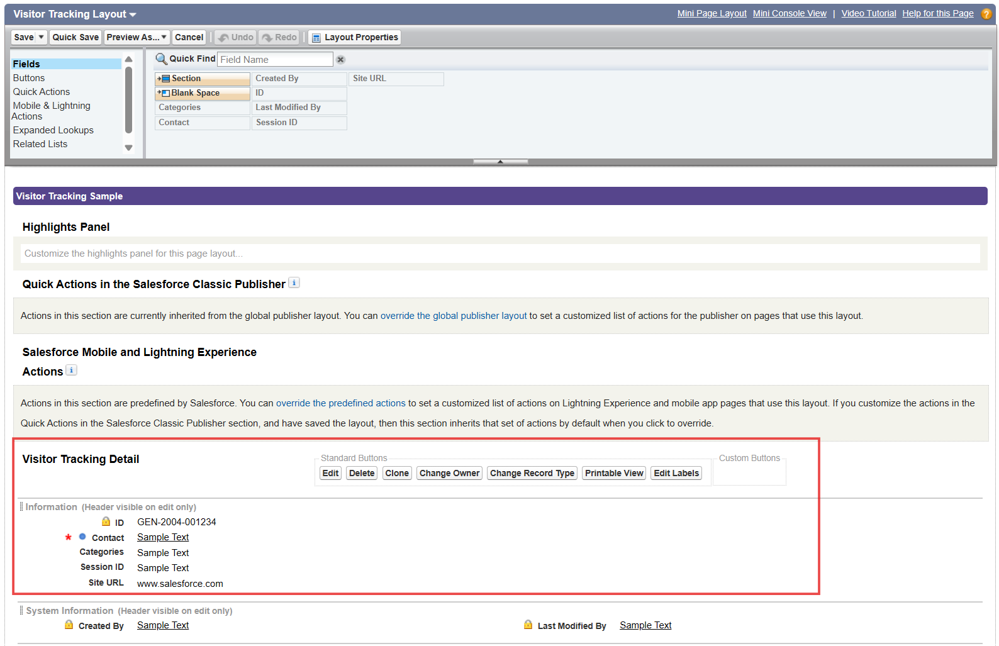 Visitor Tracking Layout
Mini Page Layout Mini Console View | Video Tutorial Help for this Page ?
Save Quick Save Preview As... Cancel Undo Redo Layout Properties
Fields
Buttons
Quick Actions
Mobile & Lightning
Actions
Expanded Lookups
Related Lists
Quick Find Field Name
Section Created By Site URL
Blank Space ID
Categories Last Modified By
Contact Session ID
Visitor Tracking Sample
Highlights Panel
Customize the highlights panel for this page layout...
Quick Actions in the Salesforce Classic Publisher i
Actions in this section are currently inherited from the global publisher layout. You can override the global publisher layout to set a customized list of actions for the publisher on pages that use this layout.
Salesforce Mobile and Lightning Experience
Actions i
Actions in this section are predefined by Salesforce. You can override the predefined actions to set a customized list of actions on Lightning Experience and mobile app pages that use this layout. If you customize the actions in the
Quick Actions in the Salesforce Classic Publisher section, and have saved the layout, then this section inherits that set of actions by default when you click to override.
Visitor Tracking Detail
Standard Buttons Custom Buttons
Edit Delete Clone Change Owner Change Record Type Printable View Edit Labels
Information (Header visible on edit only)
ID GEN-2004-001234
* Contact Sample Text
Categories Sample Text
Session ID Sample Text
Site URL www.salesforce.com
System Information (Header visible on edit only)
Created By Sample Text Last Modified By Sample Text